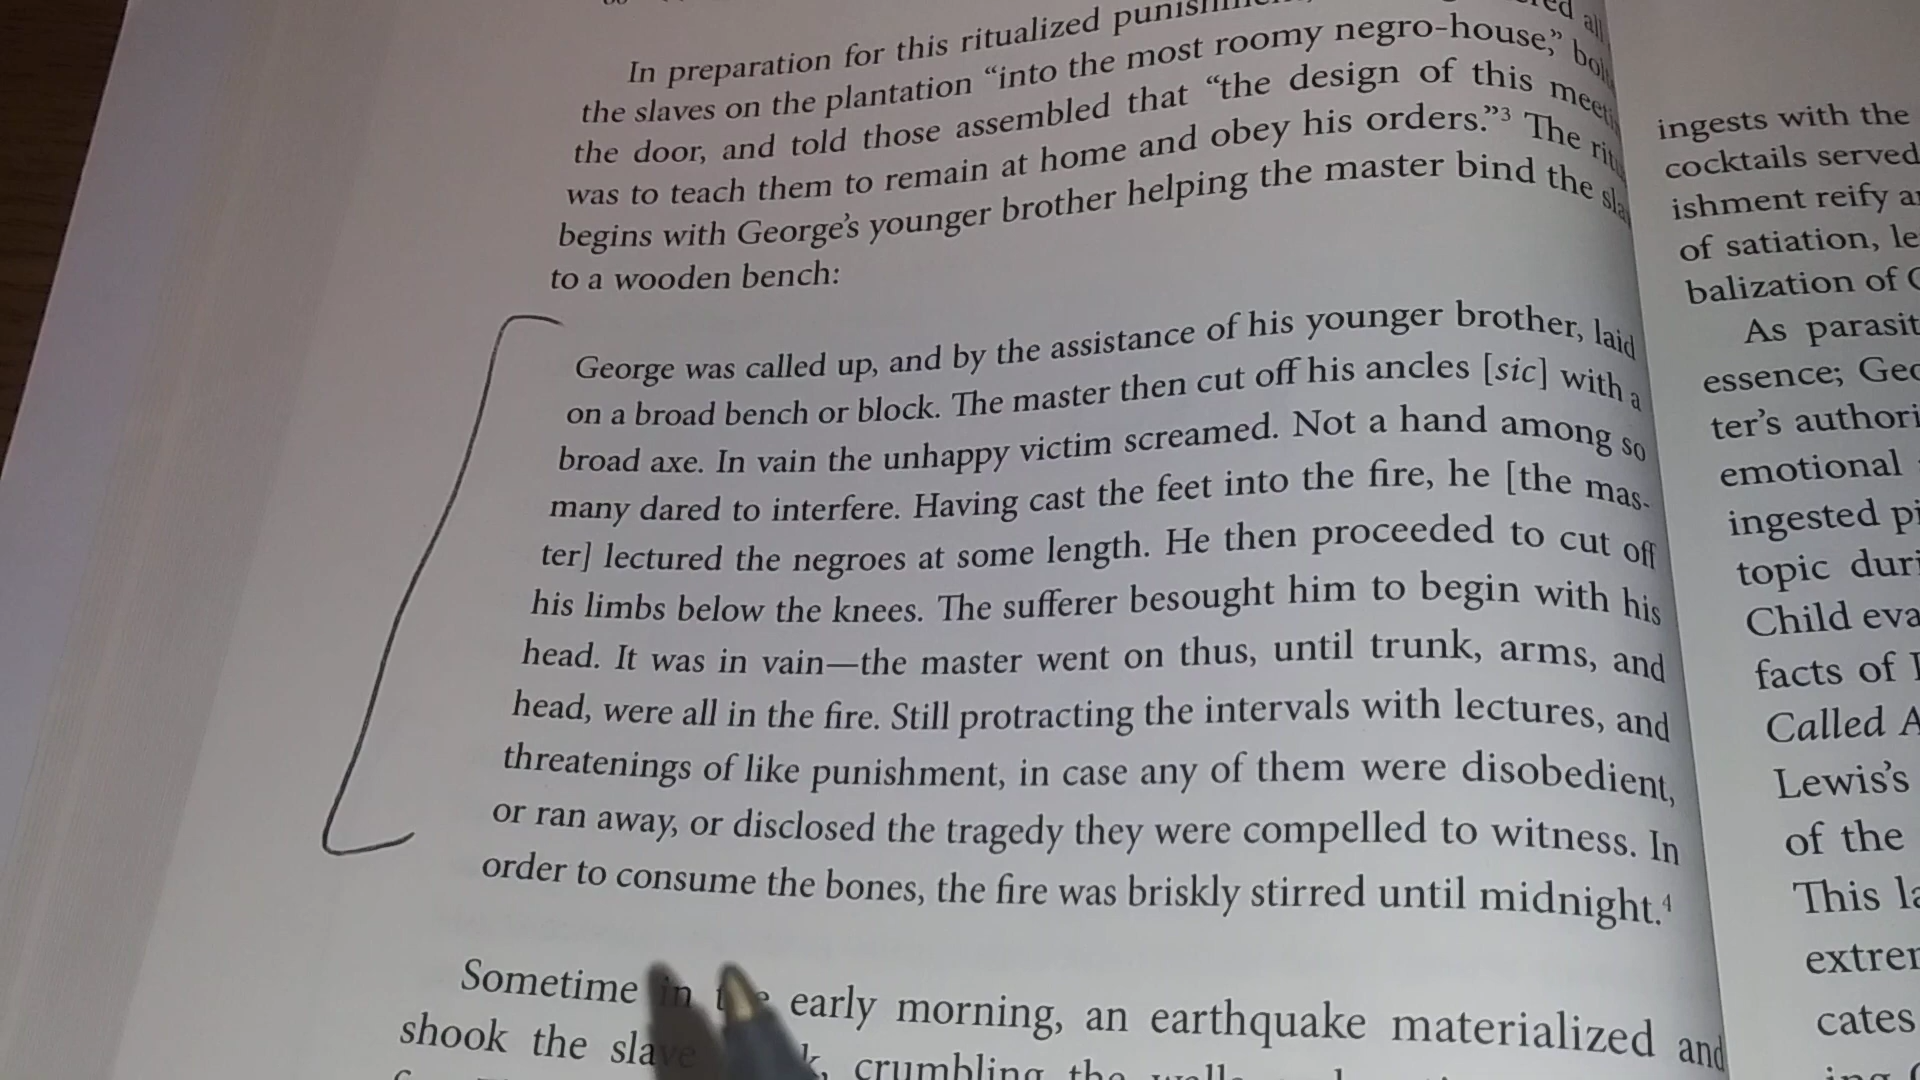 In preparation for this ritualized
the slaves on the plantation “into the most roomy negro-house,”
the door, and told those assembled that “the design of this
was to teach them to remain at home and obey his orders.”3 The
begins with George’s younger brother helping the master bind the
to a wooden bench:
George was called up, and by the assistance of his younger brother, laid
on a broad bench or block. The master then cut off his ancles [sic] with a
broad axe. In vain the unhappy victim screamed. Not a hand among so
many dared to interfere. Having cast the feet into the fire, he [the mas-
ter] lectured the negroes at some length. He then proceeded to cut off
his limbs below the knees. The sufferer besought him to begin with his
head. It was in vain—the master went on thus, until trunk, arms, and
head, were all in the fire. Still protracting the intervals with lectures, and
threatenings of like punishment, in case any of them were disobedient,
or ran away, or disclosed the tragedy they were compelled to witness. In
order to consume the bones, the fire was briskly stirred until midnight.4
Sometime in early morning, an earthquake materialized and
shook the crumbling the
ingests with the
cocktails served
ishment reify
of satiation,
balization of
As
essence;
ter’s
emotional
ingested
topic
Child
facts of
Called
Lewis’s
of the
This
cates